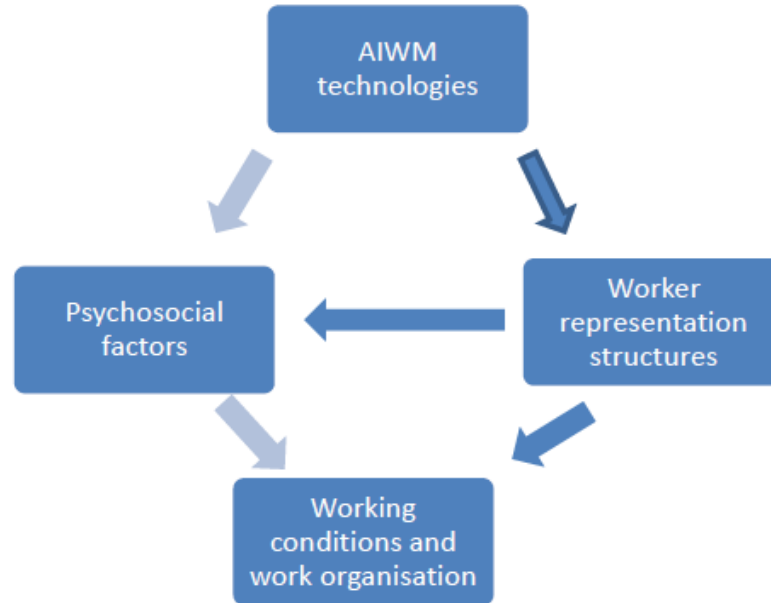 AIWM
technologies
Psychosocial
factors
Worker
representation
structures
Working
conditions and
work organisation